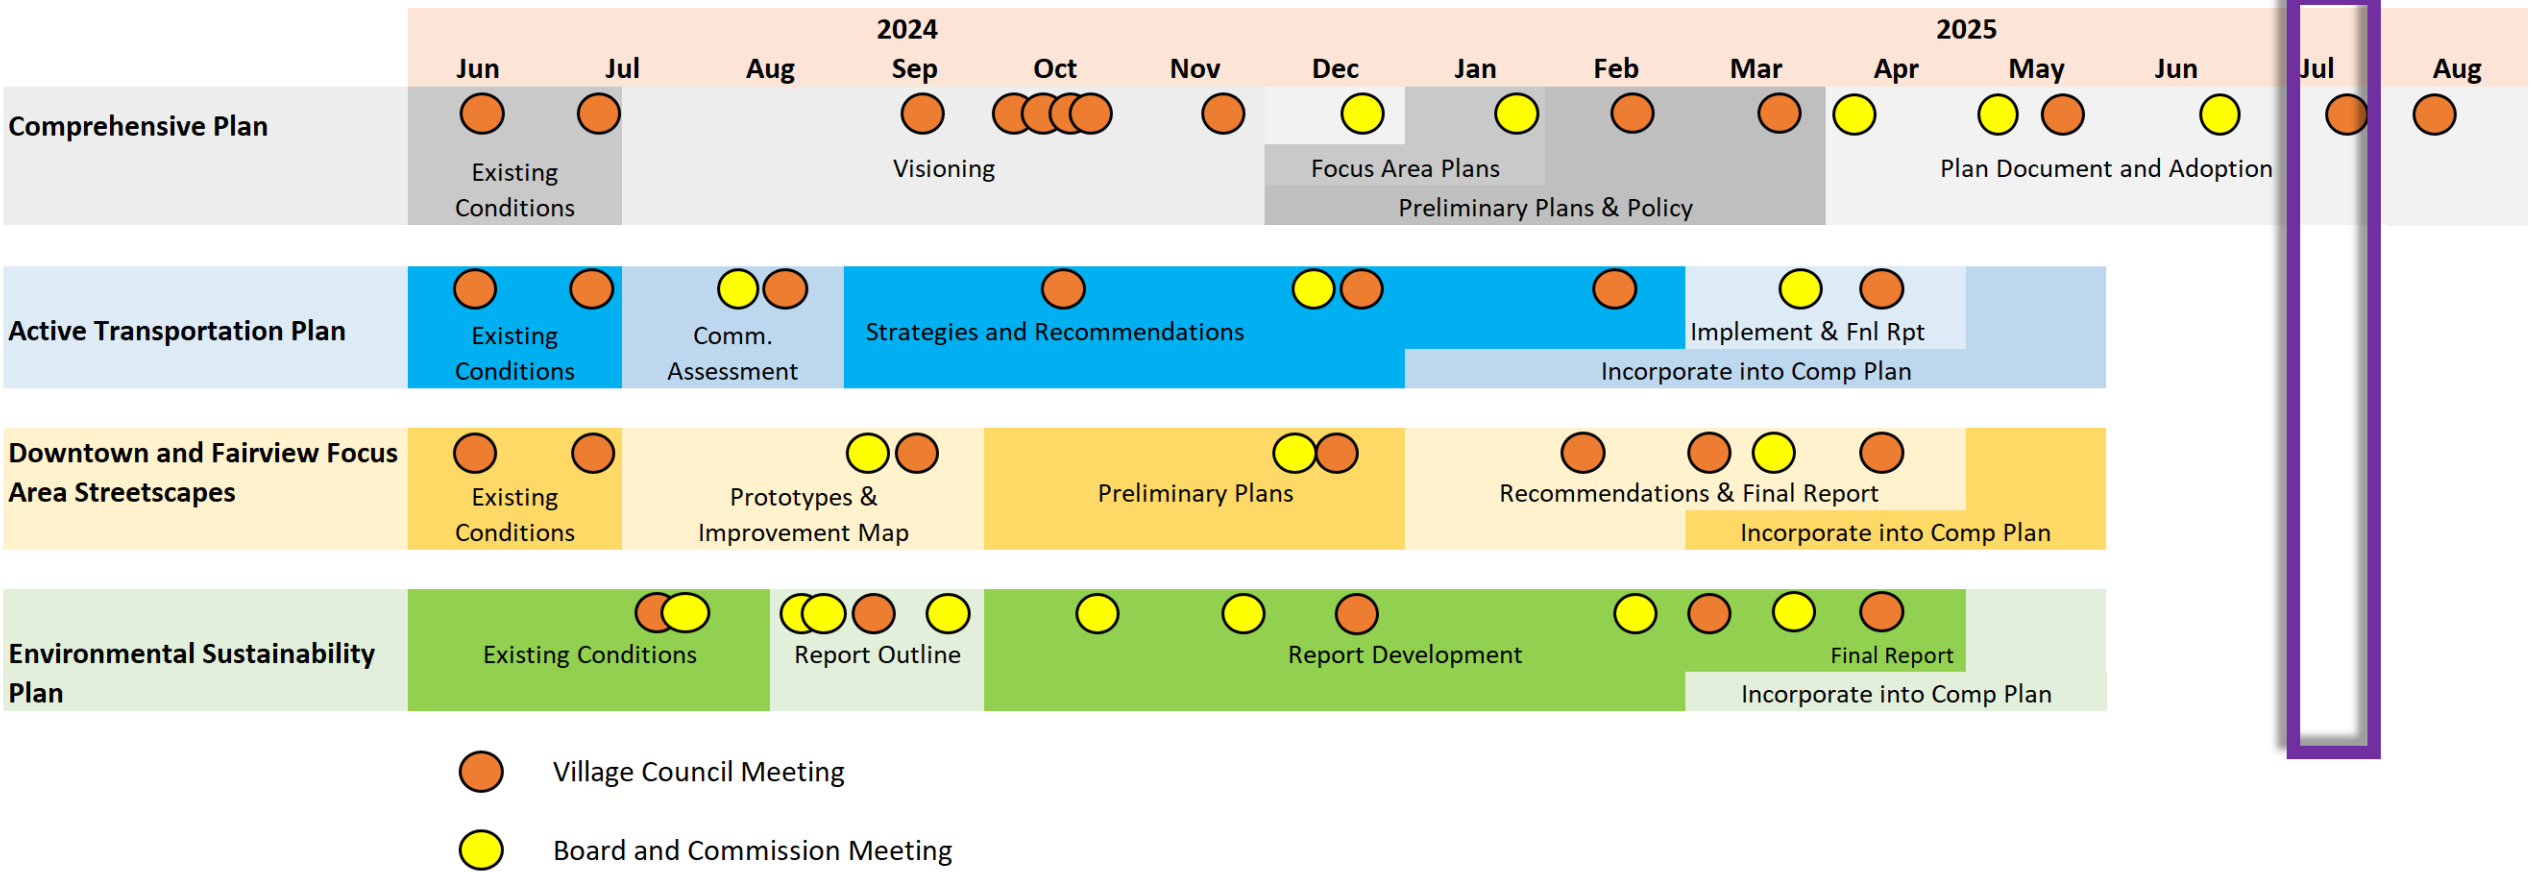 2024
2025
Jun Jul Aug Sep Oct Nov Dec Jan Feb Mar Apr May Jun Jul Aug
Comprehensive Plan
Existing
Conditions
Visioning
Focus Area Plans
Preliminary Plans & Policy
Plan Document and Adoption
Active Transportation Plan
Existing
Conditions
Comm.
Assessment
Strategies and Recommendations
Implement & Fnl Rpt
Incorporate into Comp Plan
Downtown and Fairview Focus
Area Streetscapes
Existing
Conditions
Prototypes &
Improvement Map
Preliminary Plans
Recommendations & Final Report
Incorporate into Comp Plan
Environmental Sustainability
Plan
Existing Conditions
Report Outline
Report Development
Final Report
Incorporate into Comp Plan
Village Council Meeting
Board and Commission Meeting